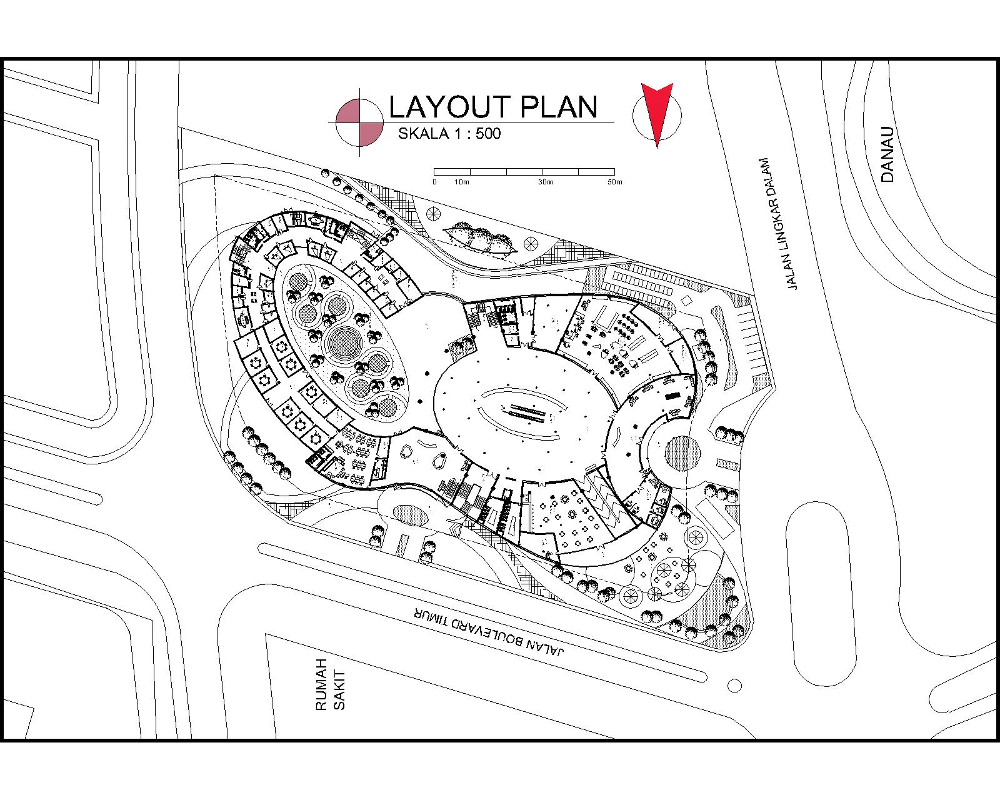 LAYOUT PLAN
SKALA 1 : 500
0 10m 30m 50m
DANAU
JALAN LINGKAR DALAM
JALAN BOULEVARD TIMUR
RUMAH
SAKIT